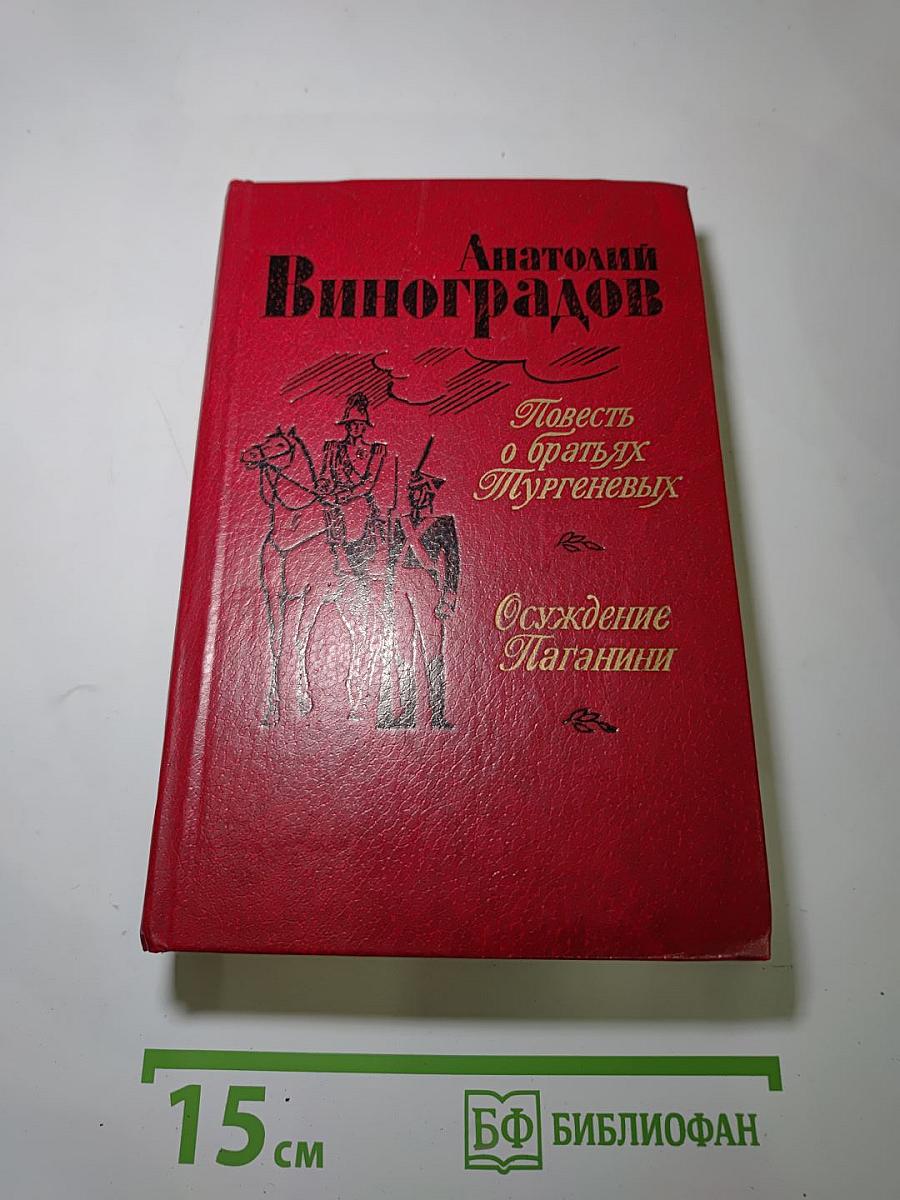 Анатолий
Виноградов
Повесть
о братьях
Тургеневых
Осуждение
Паганини
15 см
БФ БИБЛИОФАН